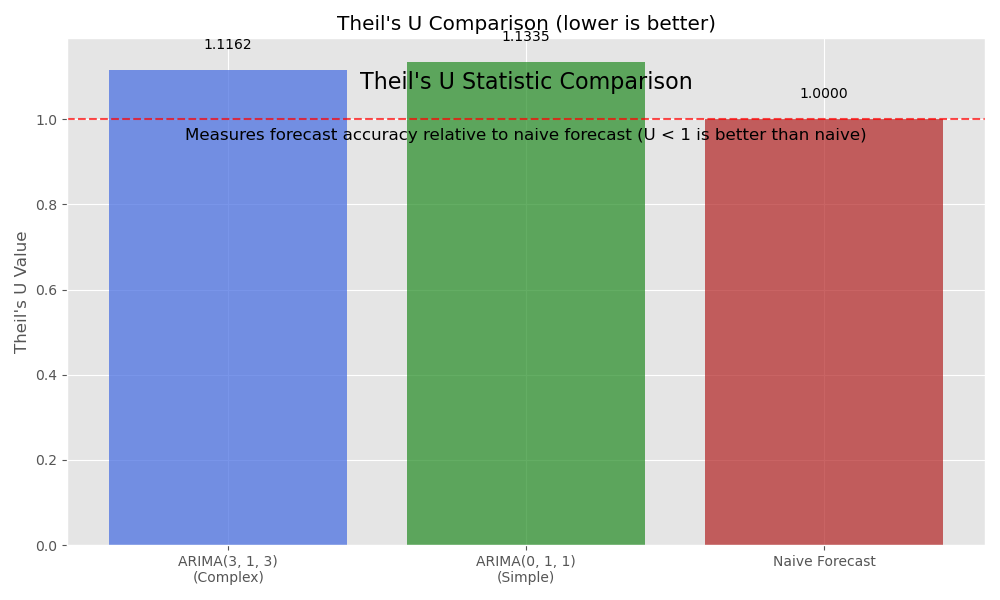 Theil's U Comparison (lower is better)
1.1162
1.1335
Theil's U Statistic Comparison
1.0000
Measures forecast accuracy relative to naive forecast (U < 1 is better than naive)
Theil's U Value
1.0
0.8
0.6
0.4
0.2
0.0
ARIMA(3, 1, 3)
(Complex)
ARIMA(0, 1, 1)
(Simple)
Naive Forecast